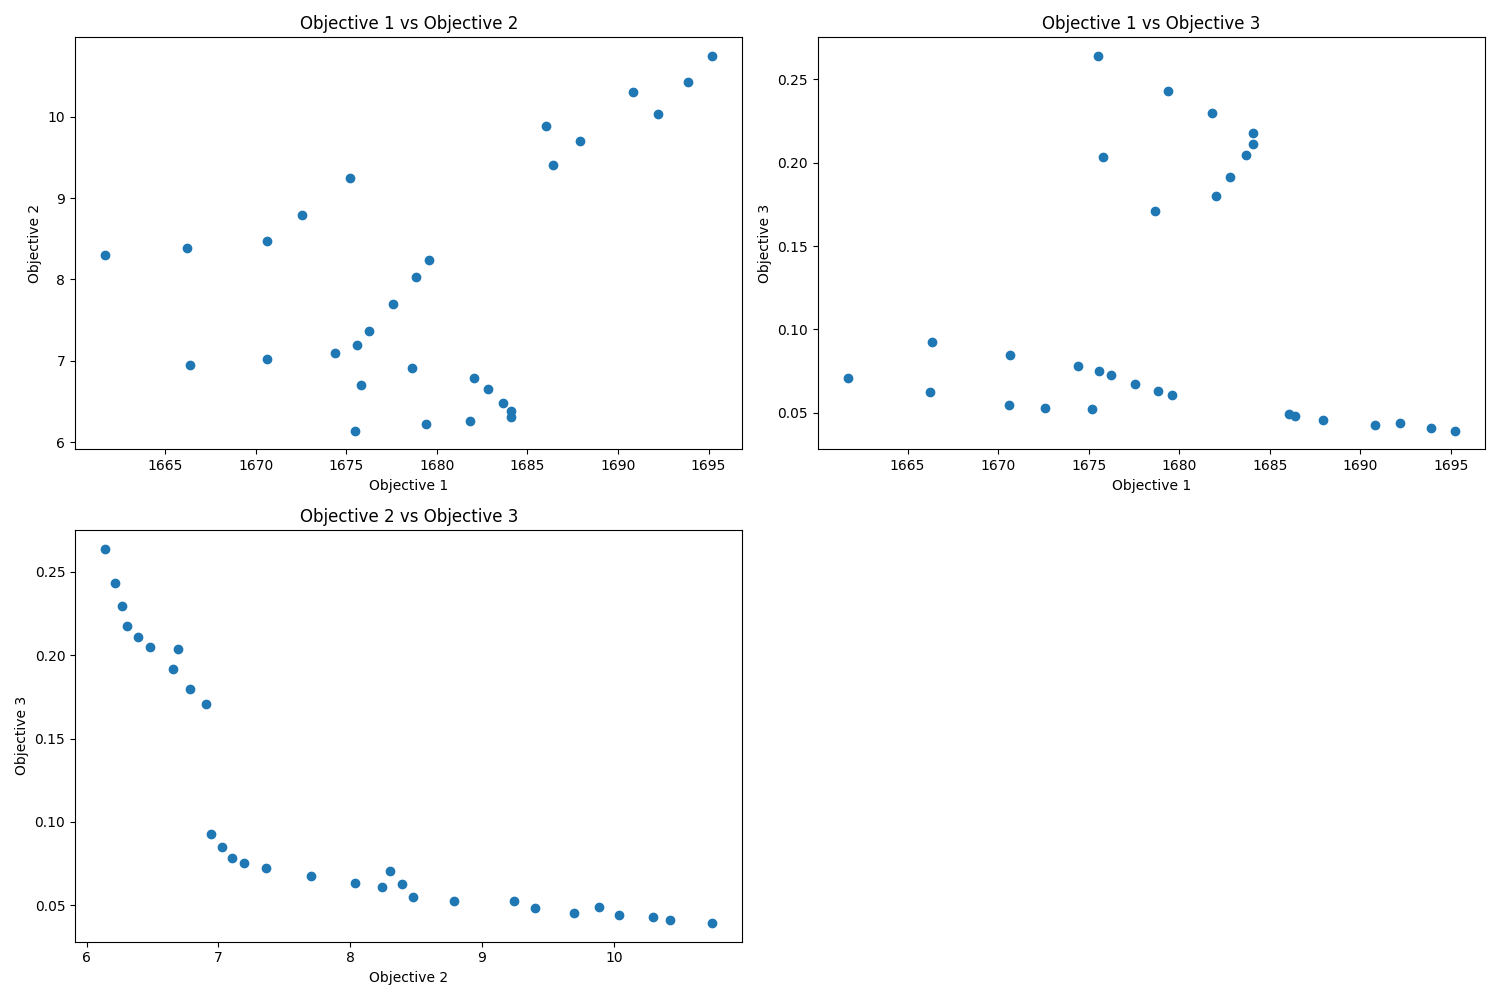 Objective 1 vs Objective 2
10
9
8
7
6
Objective 2
1665 1670 1675 1680 1685 1690 1695
Objective 1
Objective 1 vs Objective 3
0.25
0.20
0.15
0.10
0.05
Objective 3
1665 1670 1675 1680 1685 1690 1695
Objective 1
Objective 2 vs Objective 3
0.25
0.20
0.15
0.10
0.05
Objective 3
6 7 8 9 10
Objective 2